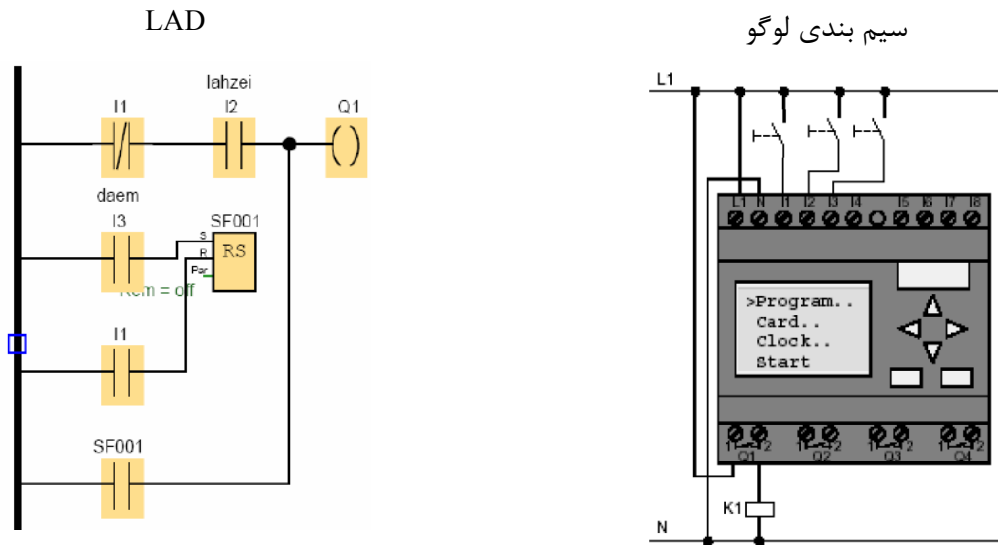 LAD
سیم بندی لوگو
lahzei
I1
I2
Q1
daem
I3
SF001
S
R
RS
Par
Rem = off
I1
SF001
L1
L1 N I1 I2 I3 I4 I5 I6 I7 I8
>Program..
Card..
Clock..
Start
1 2 1 2 1 2 1 2
Q1 Q2 Q3 Q4
K1
N